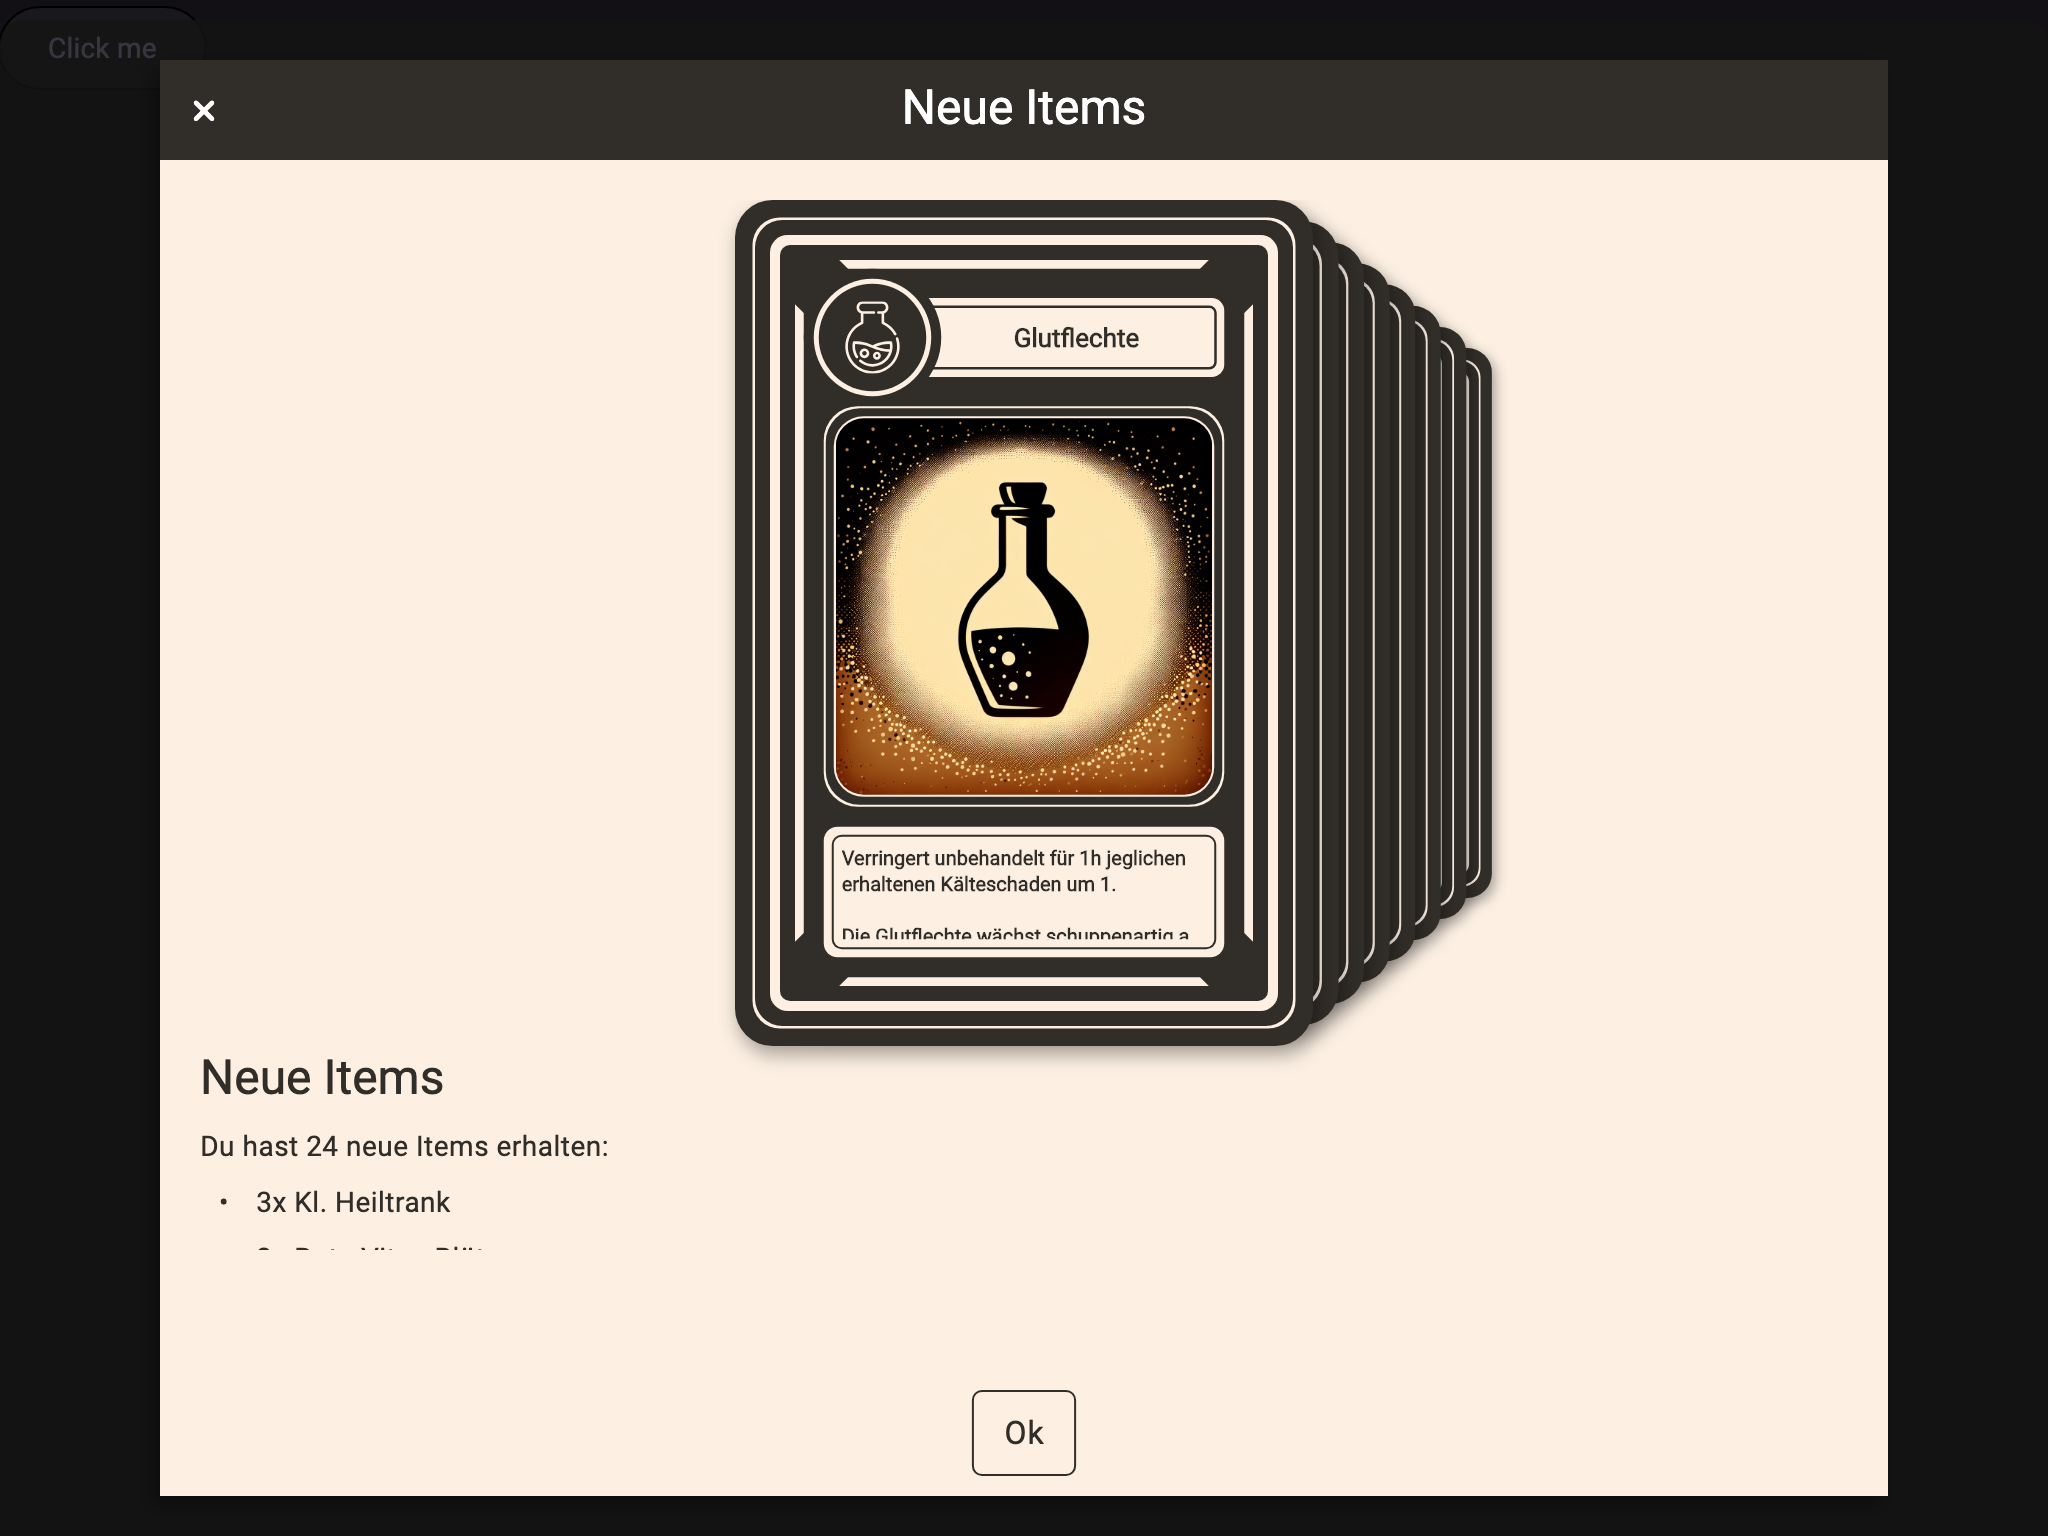 Click me
Neue Items
Glutflechte
Verringert unbehandelt für 1h jeglichen
erhaltenen Kälteschaden um 1.
Die Glutflechte wächst schuppenartig a
Neue Items
Du hast 24 neue Items erhalten:
• 3x Kl. Heiltrank
Ok